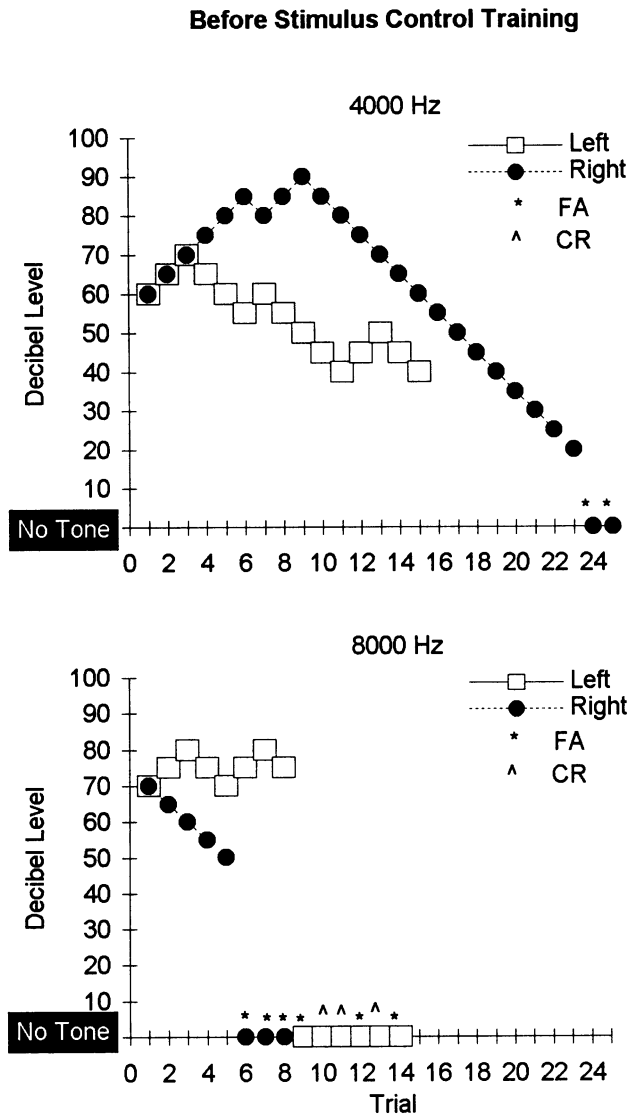 Before Stimulus Control Training
4000 Hz
100
90
80
70
60
50
40
30
20
10
No Tone
Decibel Level
Left
Right
* FA
^ CR
0 2 4 6 8 10 12 14 16 18 20 22 24
* *
8000 Hz
100
90
80
70
60
50
40
30
20
10
No Tone
Decibel Level
Left
Right
* FA
^ CR
* * * * ^ ^ * ^ *
0 2 4 6 8 10 12 14 16 18 20 22 24
Trial